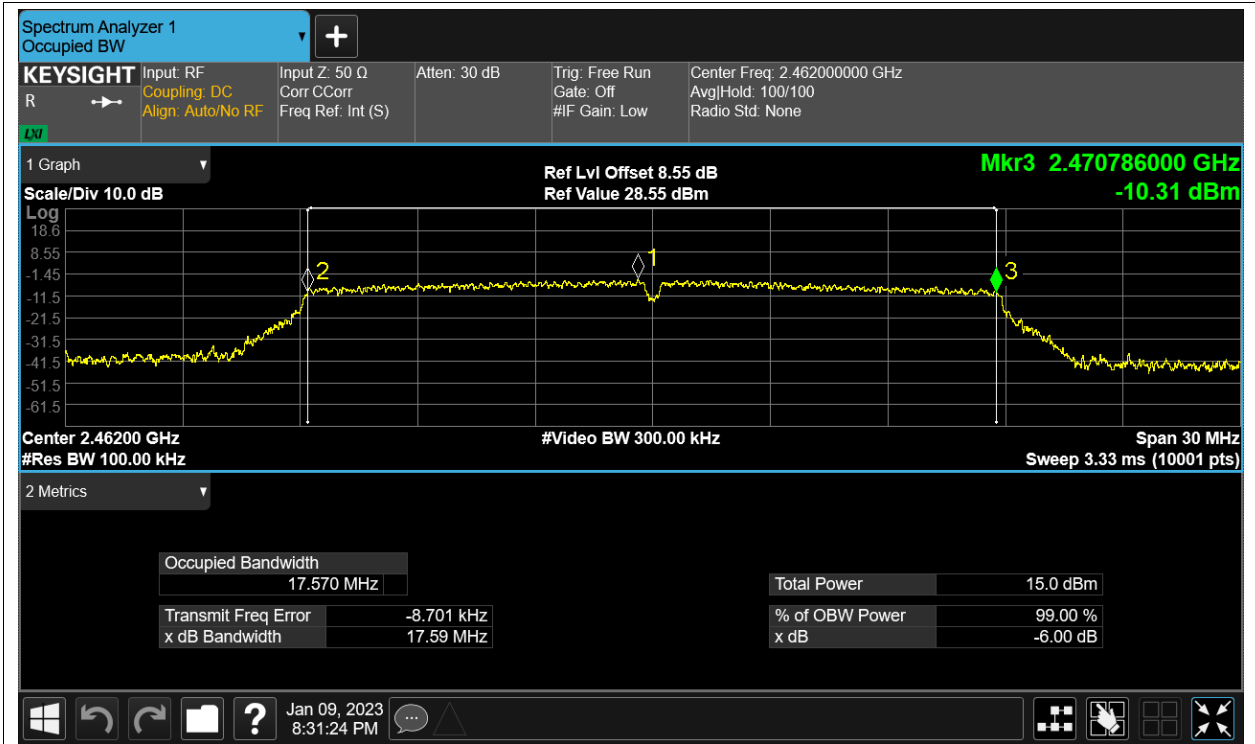 Spectrum Analyzer 1
Occupied BW
KEYSIGHT
R
LXI
Input: RF
Coupling: DC
Align: Auto/No RF
Input Z: 50 Ω
Corr CCorr
Freq Ref: Int (S)
Atten: 30 dB
Trig: Free Run
Gate: Off
#IF Gain: Low
Center Freq: 2.462000000 GHz
Avg|Hold: 100/100
Radio Std: None
1 Graph
Scale/Div 10.0 dB
Ref Lvl Offset 8.55 dB
Ref Value 28.55 dBm
Mkr3 2.470786000 GHz
-10.31 dBm
Log
18.6
8.55
-1.45
-11.5
-21.5
-31.5
-41.5
-51.5
-61.5
2
1
3
Center 2.46200 GHz
#Video BW 300.00 kHz
Span 30 MHz
#Res BW 100.00 kHz
Sweep 3.33 ms (10001 pts)
2 Metrics
Occupied Bandwidth
17.570 MHz
Transmit Freq Error -8.701 kHz
x dB Bandwidth 17.59 MHz
Total Power 15.0 dBm
% of OBW Power 99.00 %
x dB -6.00 dB
?
Jan 09, 2023
8:31:24 PM